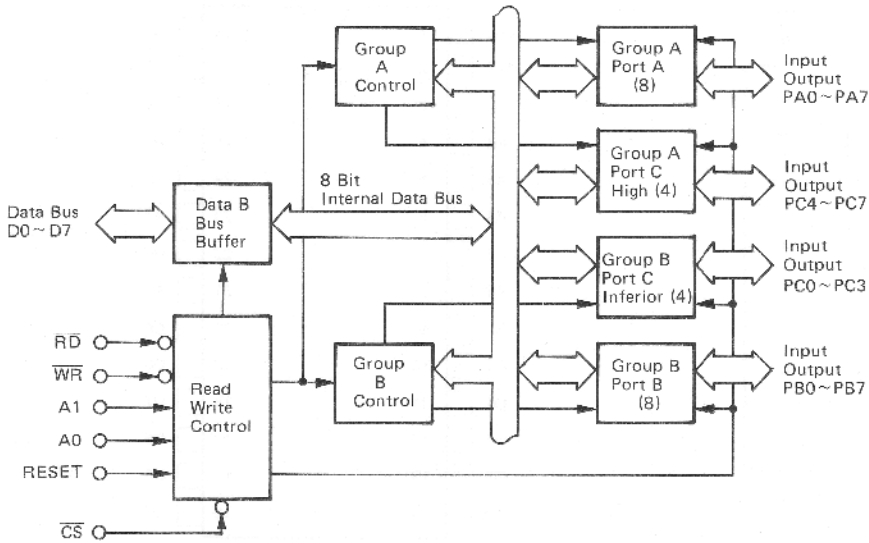 Group
A
Control
Group A
Port A
(8)
Input
Output
PA0~PA7
Group A
Port C
High (4)
Input
Output
PC4~PC7
8 Bit
Internal Data Bus
Data Bus
D0~D7
Data B
Bus
Buffer
Group B
Port C
Inferior (4)
Input
Output
PC0~PC3
RD
WR
A1
A0
RESET
CS
Read
Write
Control
Group
B
Control
Group B
Port B
(8)
Input
Output
PB0~PB7